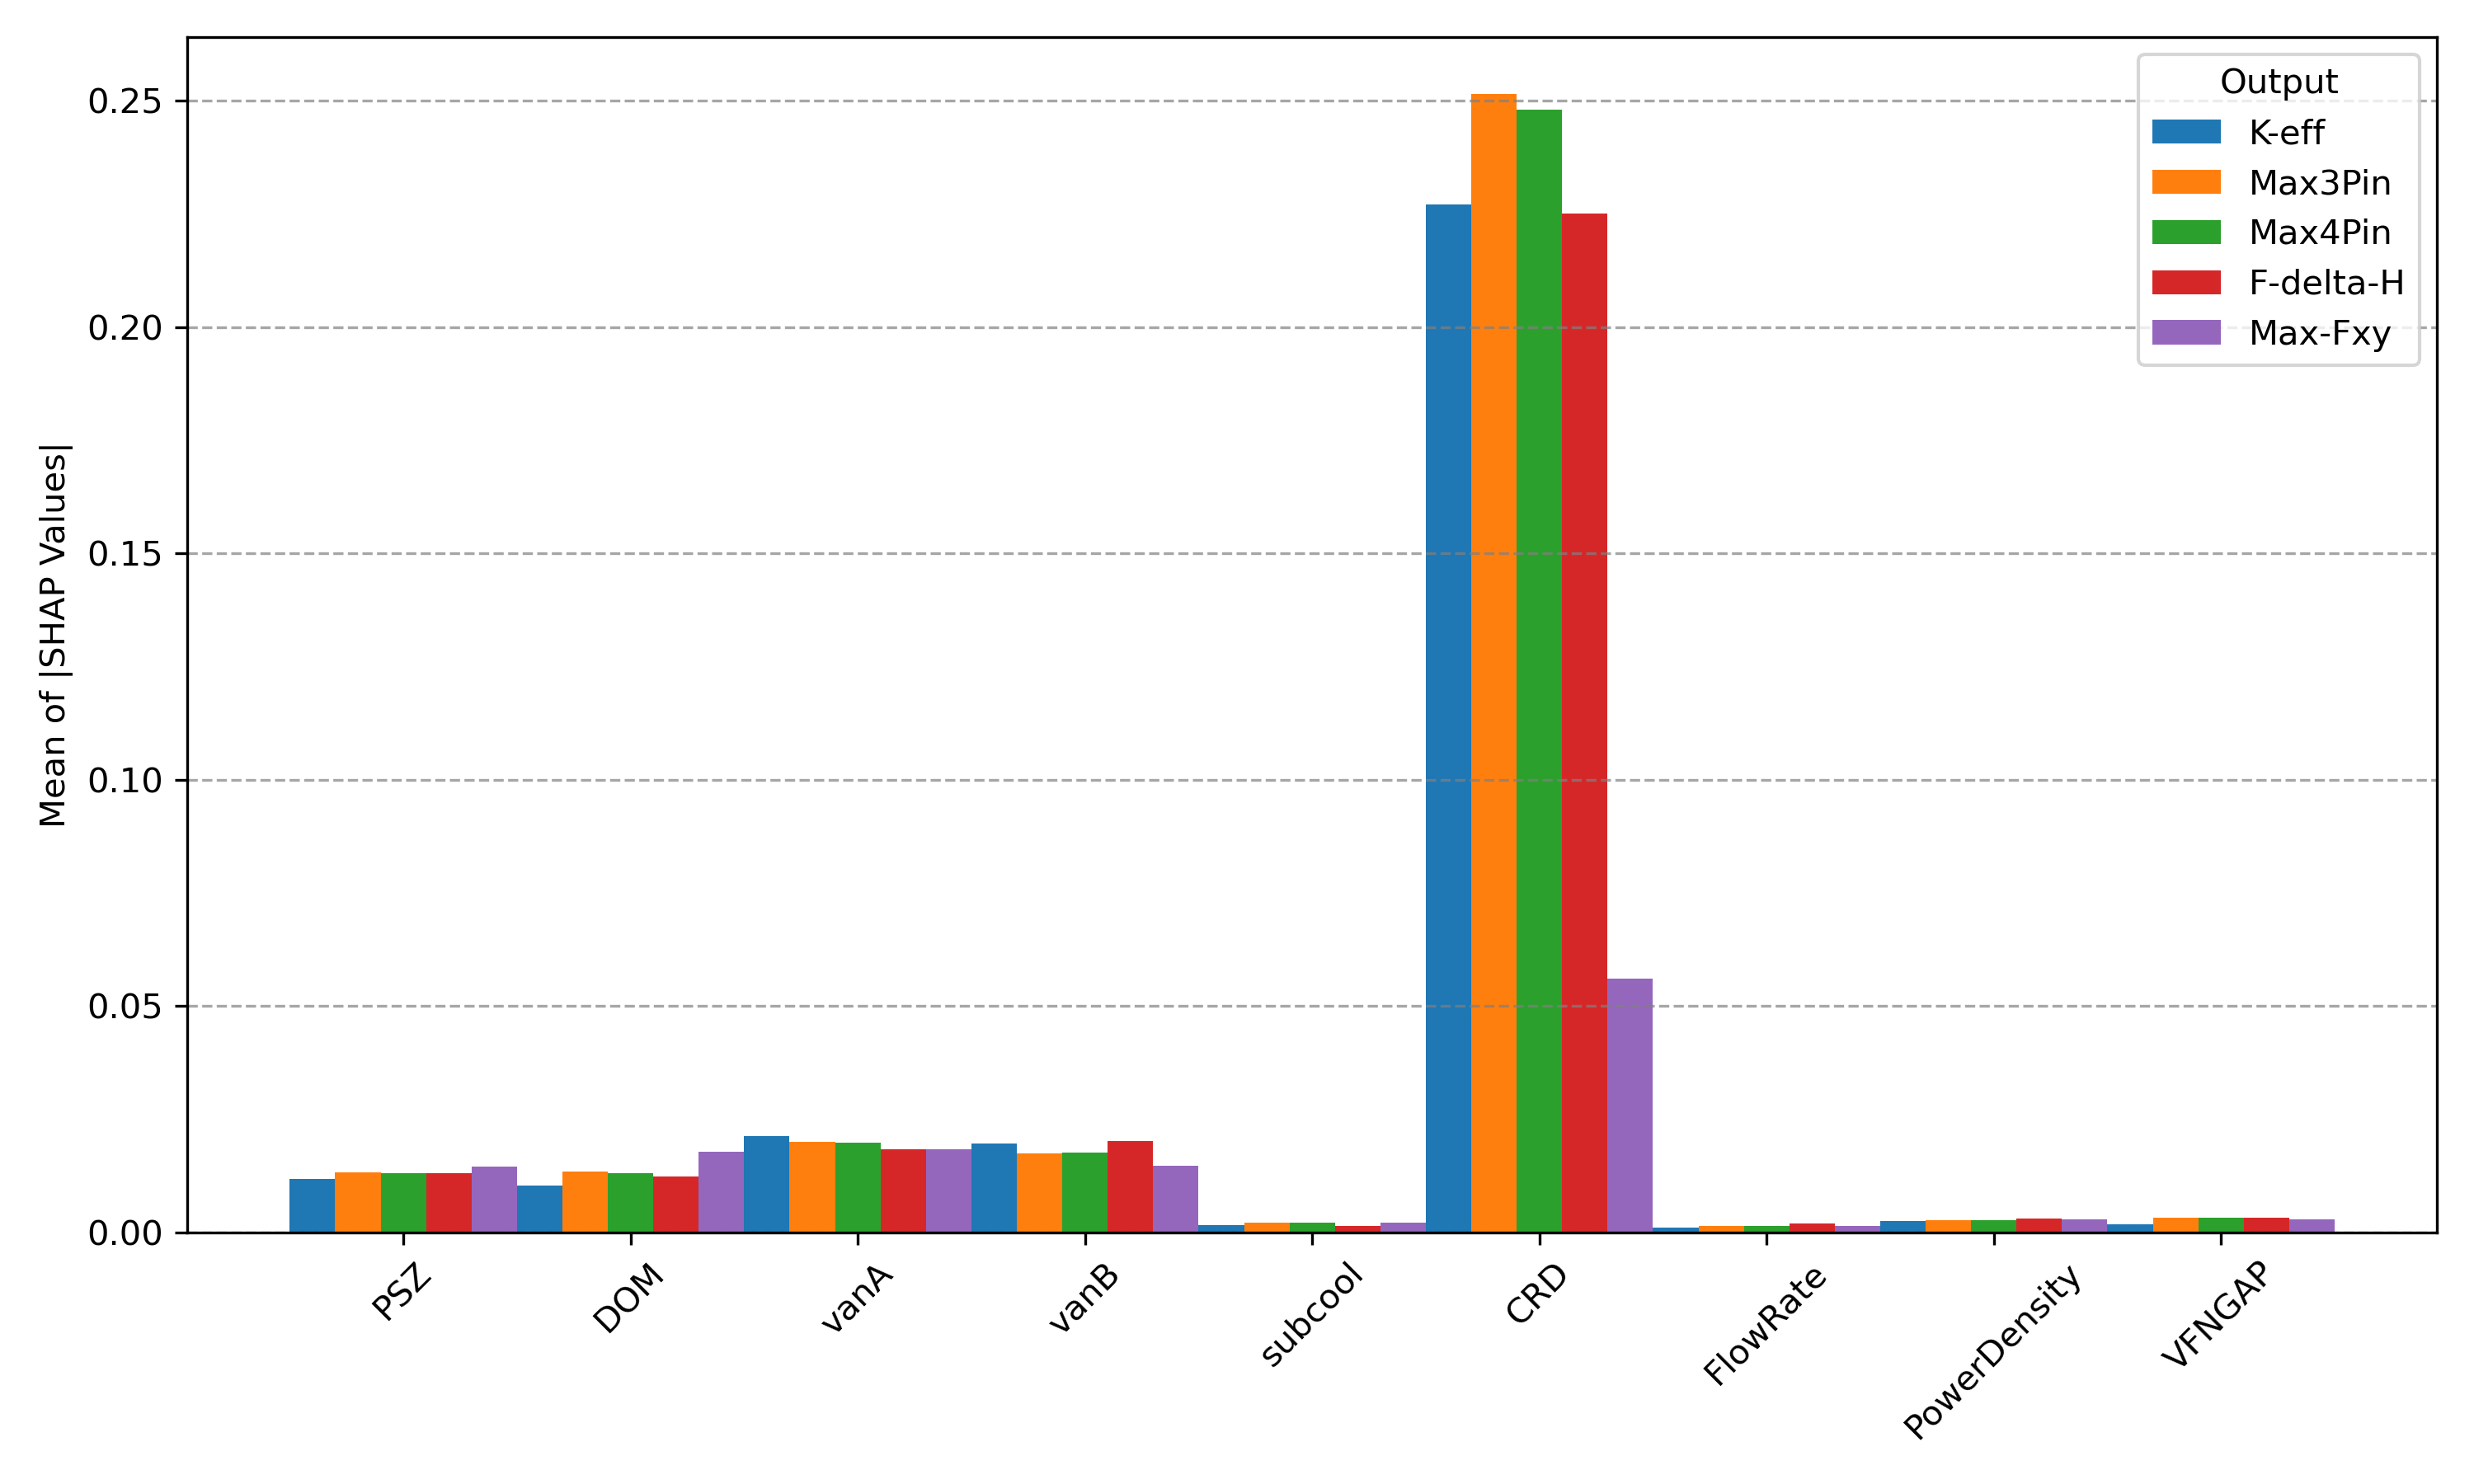 Mean of |SHAP Values|
0.25
0.20
0.15
0.10
0.05
0.00
Output
K-eff
Max3Pin
Max4Pin
F-delta-H
Max-Fxy
PSZ
DOM
vanA
vanB
subcool
CRD
FlowRate
PowerDensity
VFNGAP